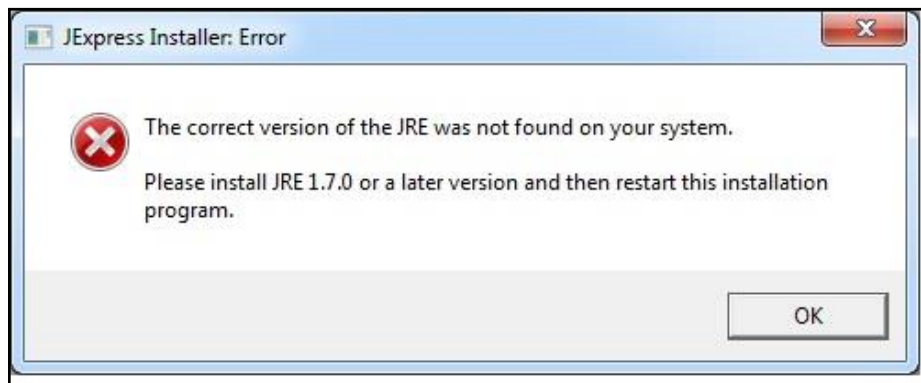 JExpress Installer: Error
The correct version of the JRE was not found on your system.
Please install JRE 1.7.0 or a later version and then restart this installation
program.
OK